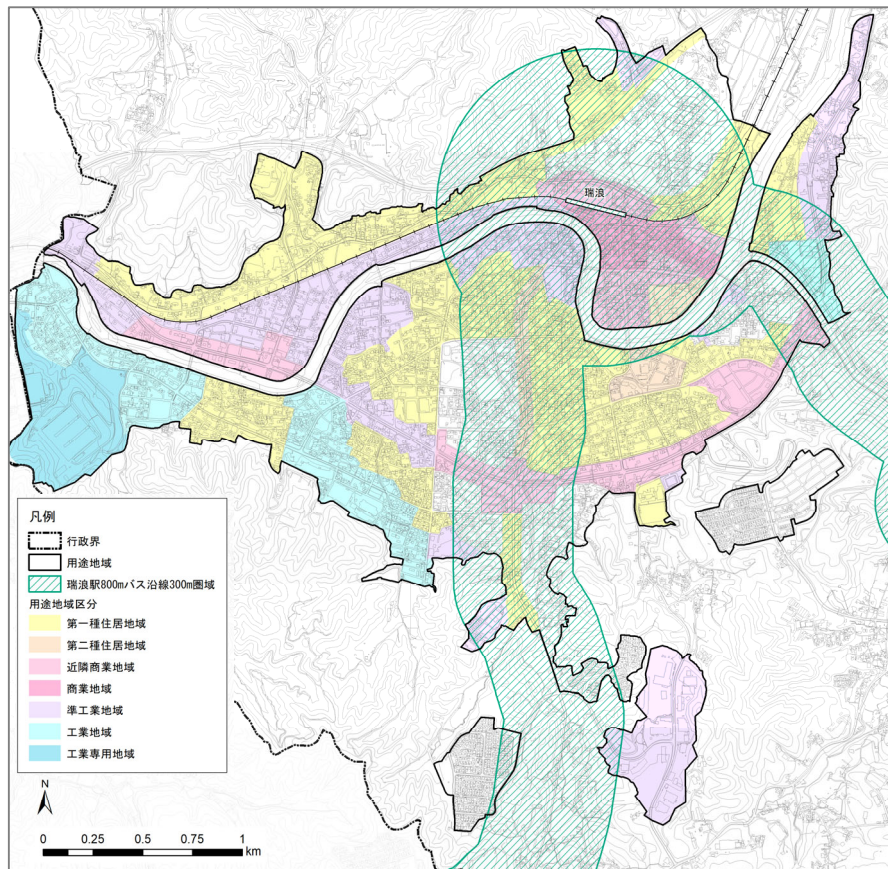 瑞浪
凡例
行政界
用途地域
瑞浪駅800mバス沿線300m圏域
用途地域区分
第一種住居地域
第二種住居地域
近隣商業地域
商業地域
準工業地域
工業地域
工業専用地域
N
0 0.25 0.5 0.75 1
km